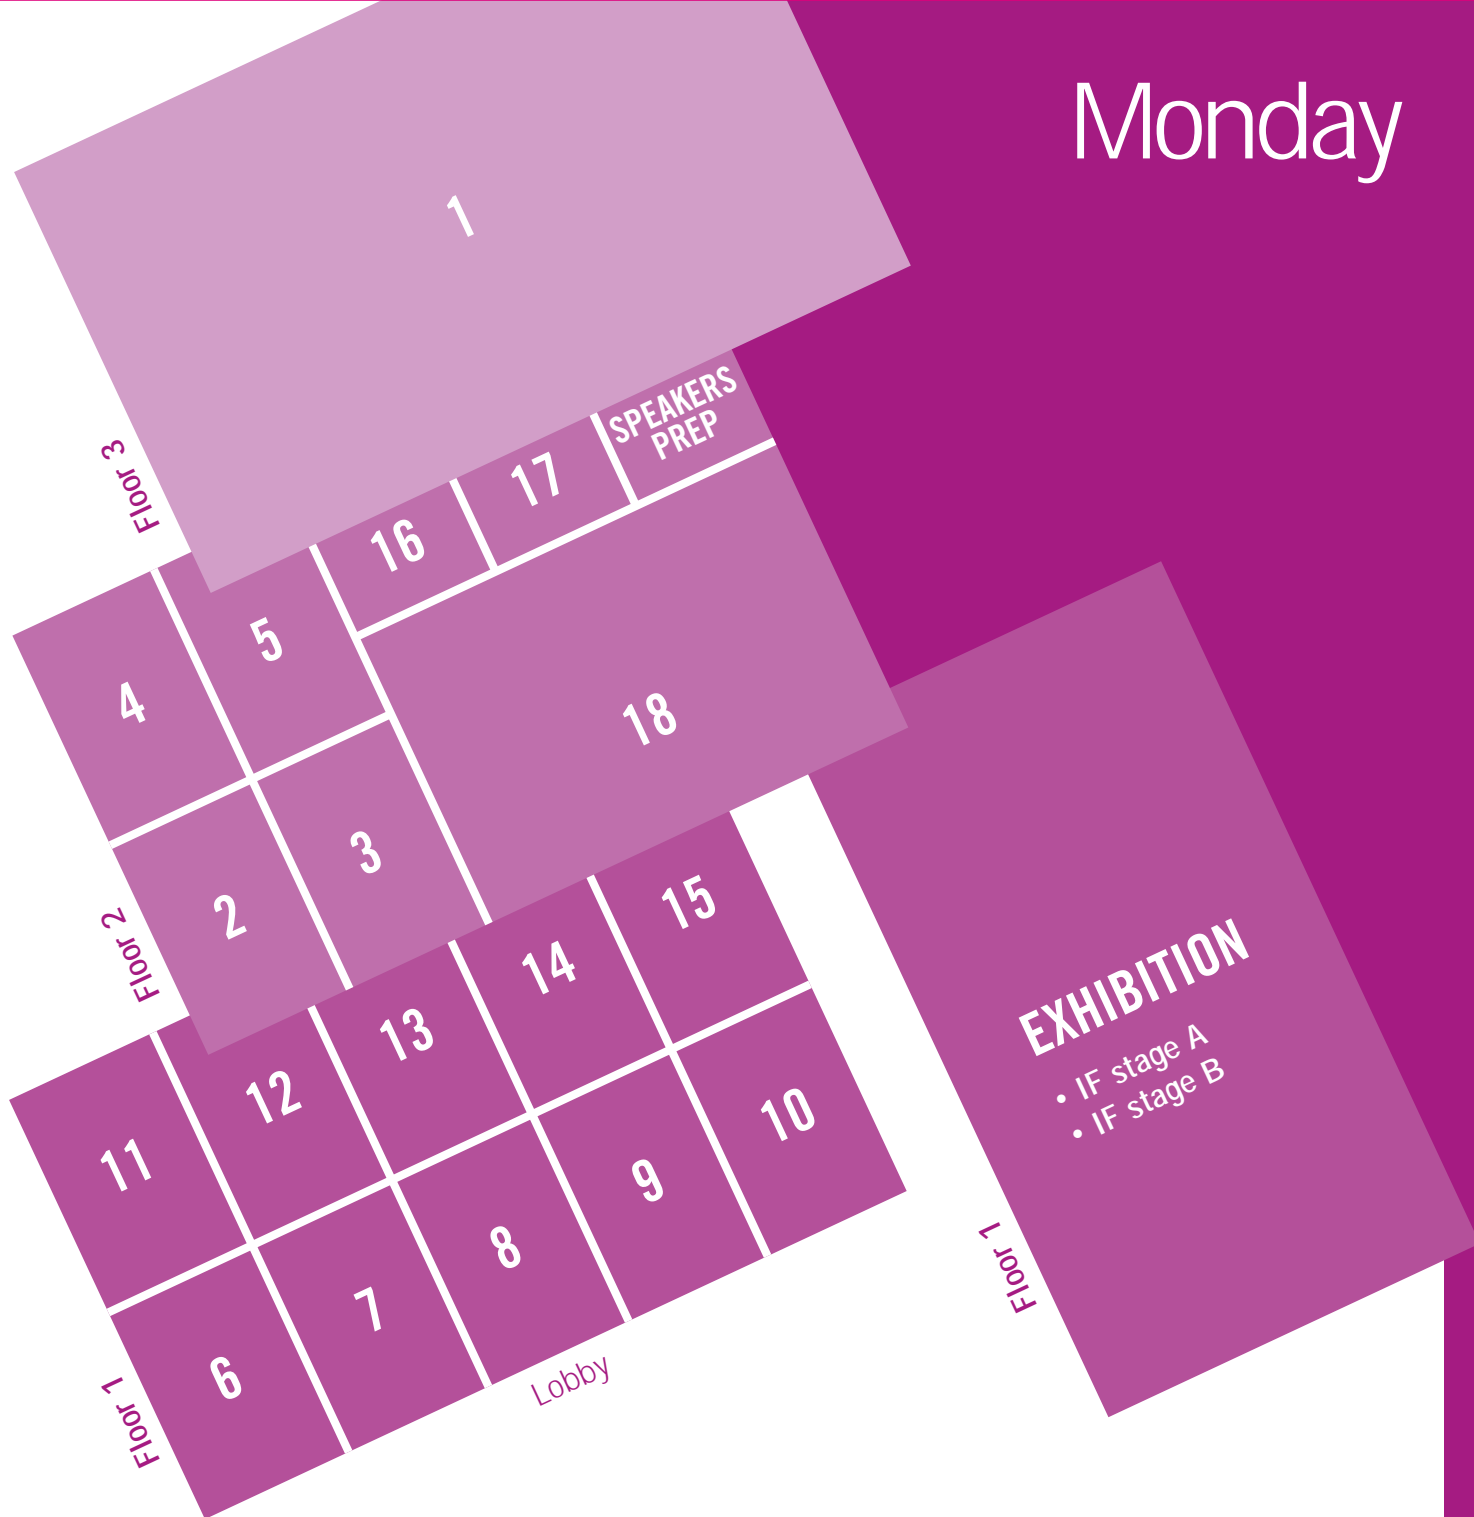 Monday
1
Floor 3
SPEAKERS
PREP
17
16
5
4
18
3
2
Floor 2
15
14
13
12
11
10
9
8
7
6
Floor 1
Lobby
EXHIBITION
• IF stage A
• IF stage B
Floor 1